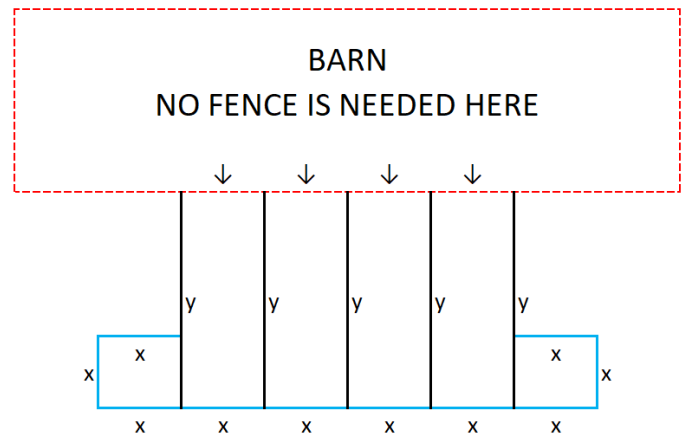 BARN
NO FENCE IS NEEDED HERE
↓ ↓ ↓ ↓
y y y y y
x x
x x
x x x x x x